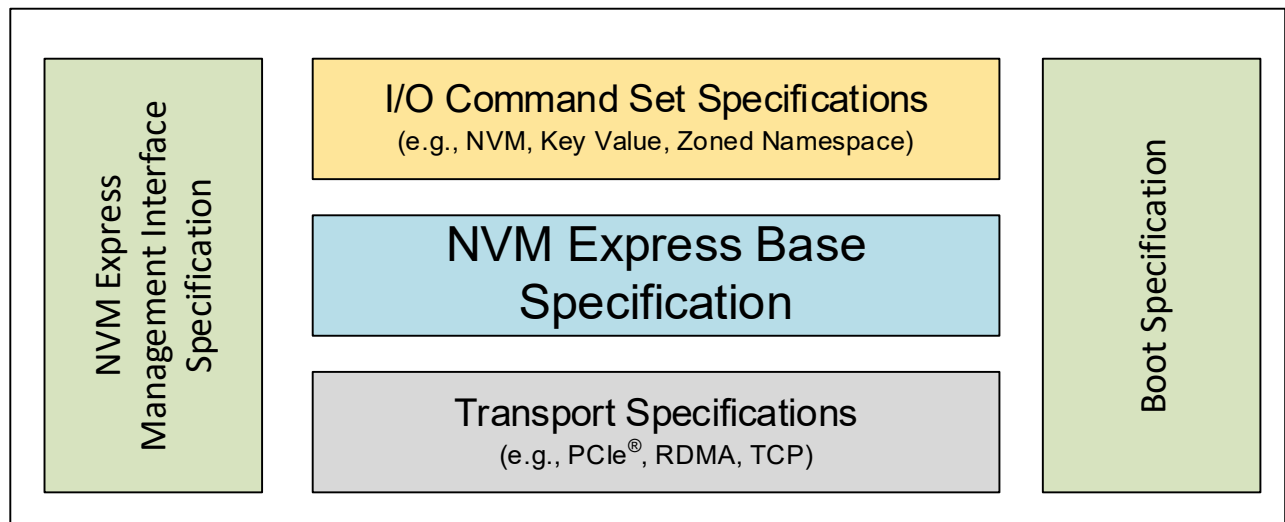 NVM Express
Management Interface
Specification
I/O Command Set Specifications
(e.g., NVM, Key Value, Zoned Namespace)
NVM Express Base
Specification
Transport Specifications
(e.g., PCIe®, RDMA, TCP)
Boot Specification